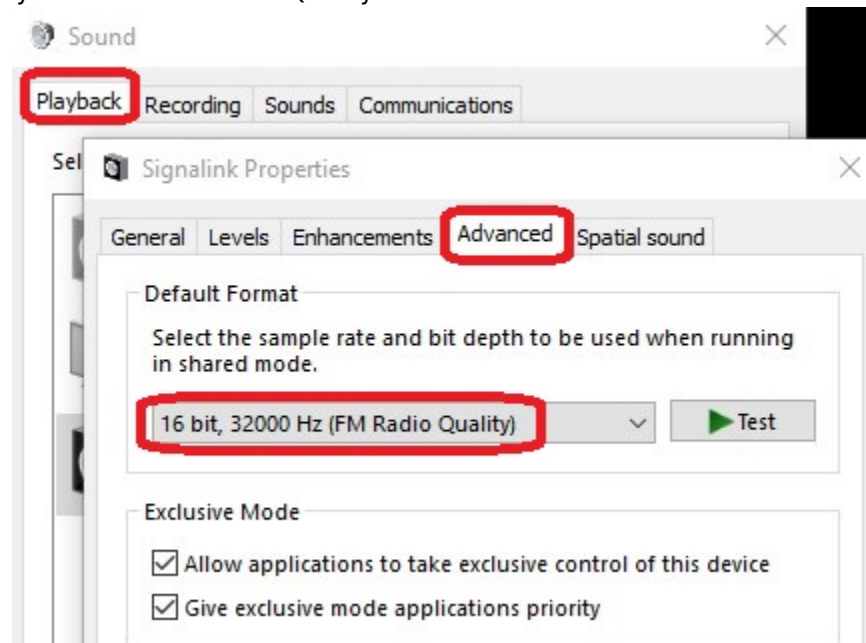 Sound
Playback Recording Sounds Communications
Signalink Properties
General Levels Enhancements Advanced Spatial sound
Default Format
Select the sample rate and bit depth to be used when running
in shared mode.
16 bit, 32000 Hz (FM Radio Quality) Test
Exclusive Mode
Allow applications to take exclusive control of this device
Give exclusive mode applications priority